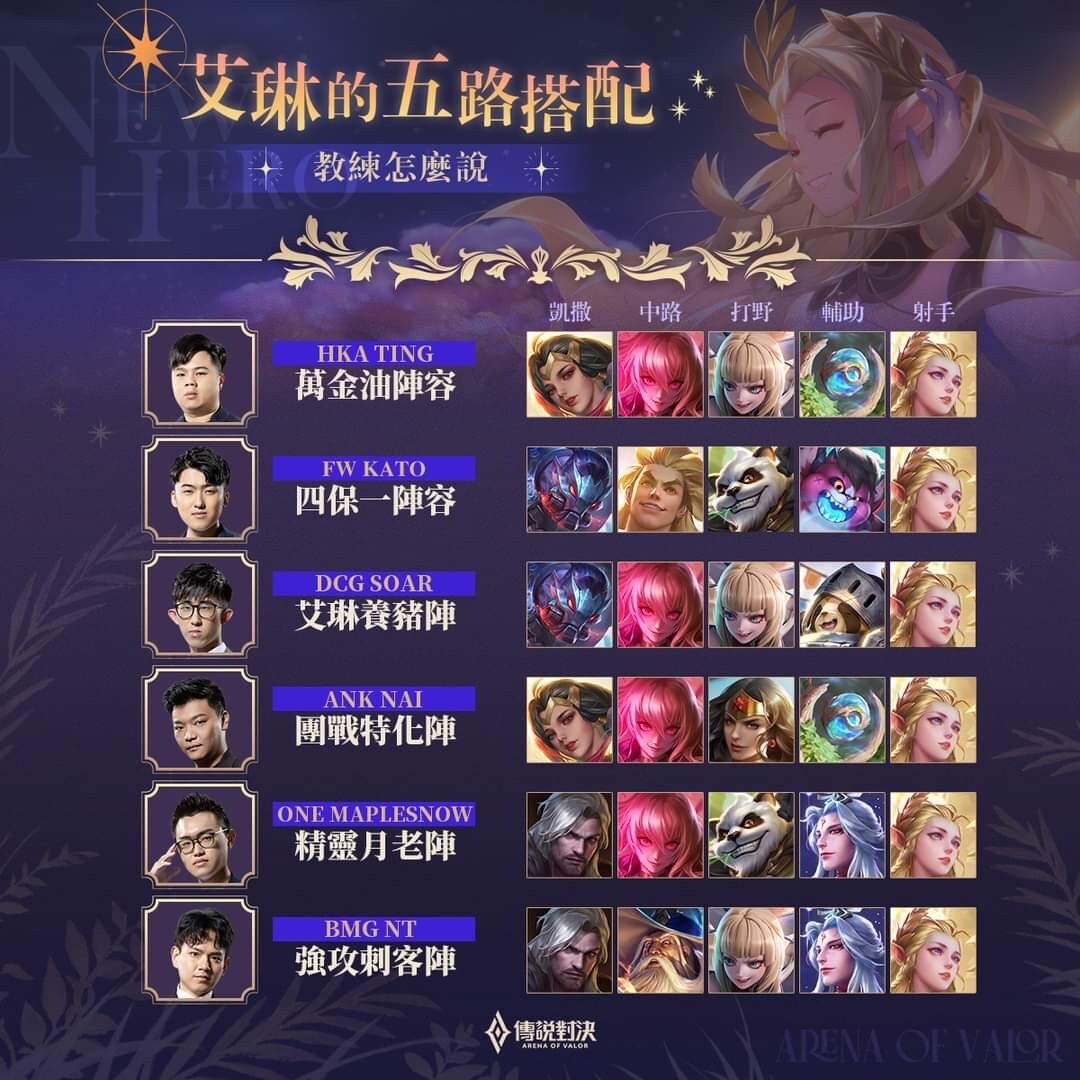 NEW
HERO
艾琳的五路搭配
教練怎麼說
凱撒 中路 打野 輔助 射手
HKA TING
萬金油陣容
FW KATO
四保一陣容
DCG SOAR
艾琳養豬陣
ANK NAI
團戰特化陣
ONE MAPLESNOW
精靈月老陣
BMG NT
強攻刺客陣
傳說對決
ARENA OF VALOR
ARENA OF VALOR